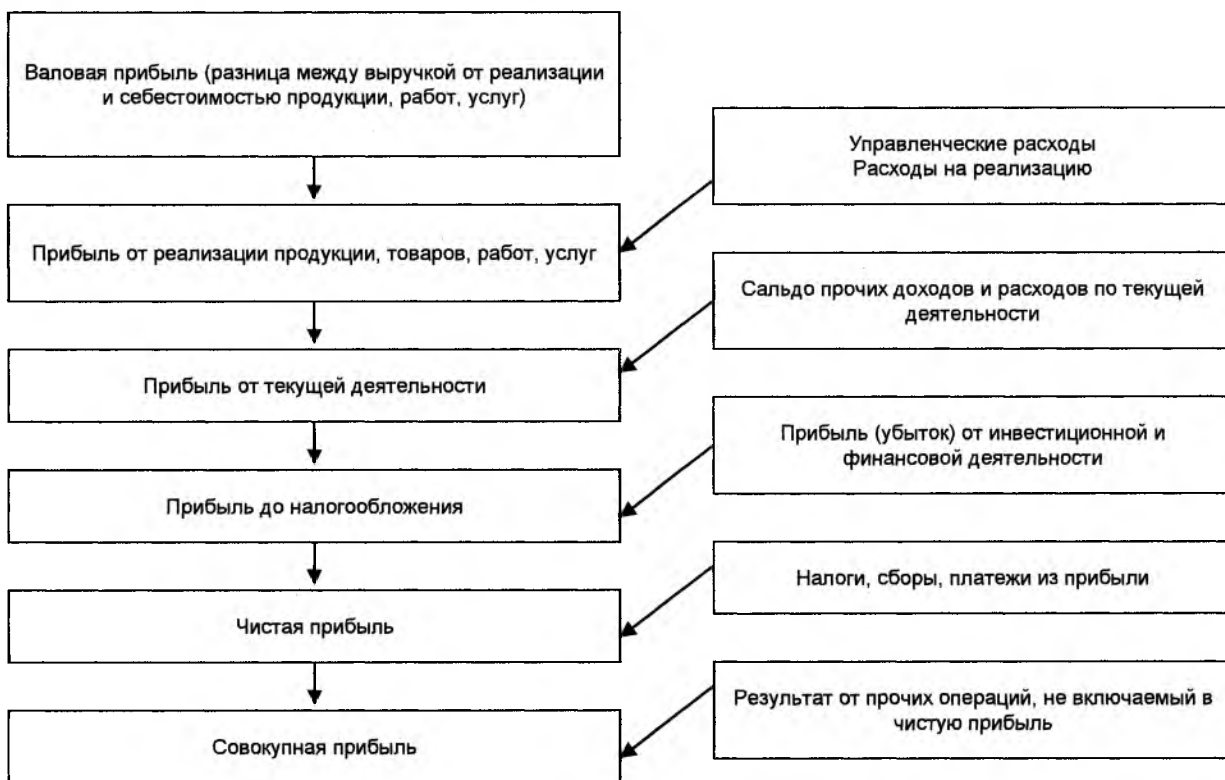 Валовая прибыль (разница между выручкой от реализации
и себестоимостью продукции, работ, услуг)
Управленческие расходы
Расходы на реализацию
Прибыль от реализации продукции, товаров, работ, услуг
Сальдо прочих доходов и расходов по текущей
деятельности
Прибыль от текущей деятельности
Прибыль (убыток) от инвестиционной и
финансовой деятельности
Прибыль до налогообложения
Налоги, сборы, платежи из прибыли
Чистая прибыль
Результат от прочих операций, не включаемый в
чистую прибыль
Совокупная прибыль